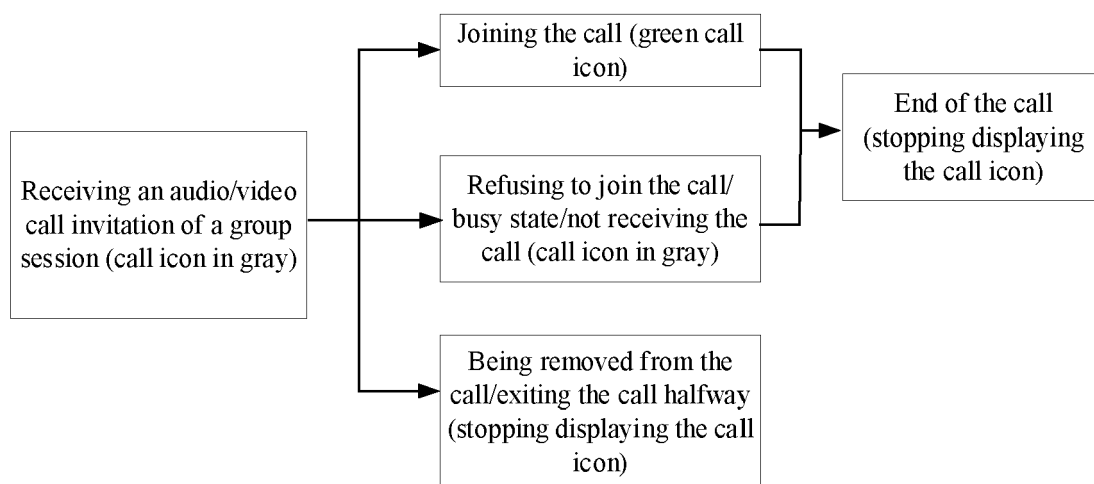 Receiving an audio/video
call invitation of a group
session (call icon in gray)
Joining the call (green call
icon)
Refusing to join the call/
busy state/not receiving the
call (call icon in gray)
Being removed from the
call/exiting the call halfway
(stopping displaying the call
icon)
End of the call
(stopping displaying
the call icon)